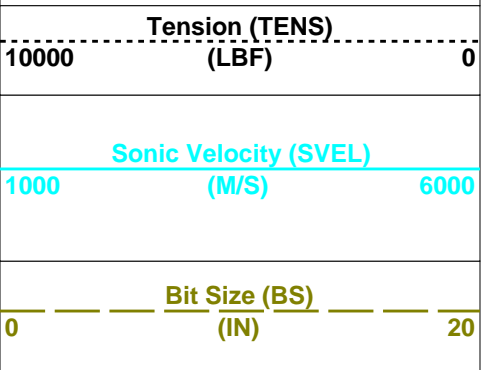 Tension (TENS)
10000 (LBF) 0
Sonic Velocity (SVEL)
1000 (M/S) 6000
Bit Size (BS)
0 (IN) 20